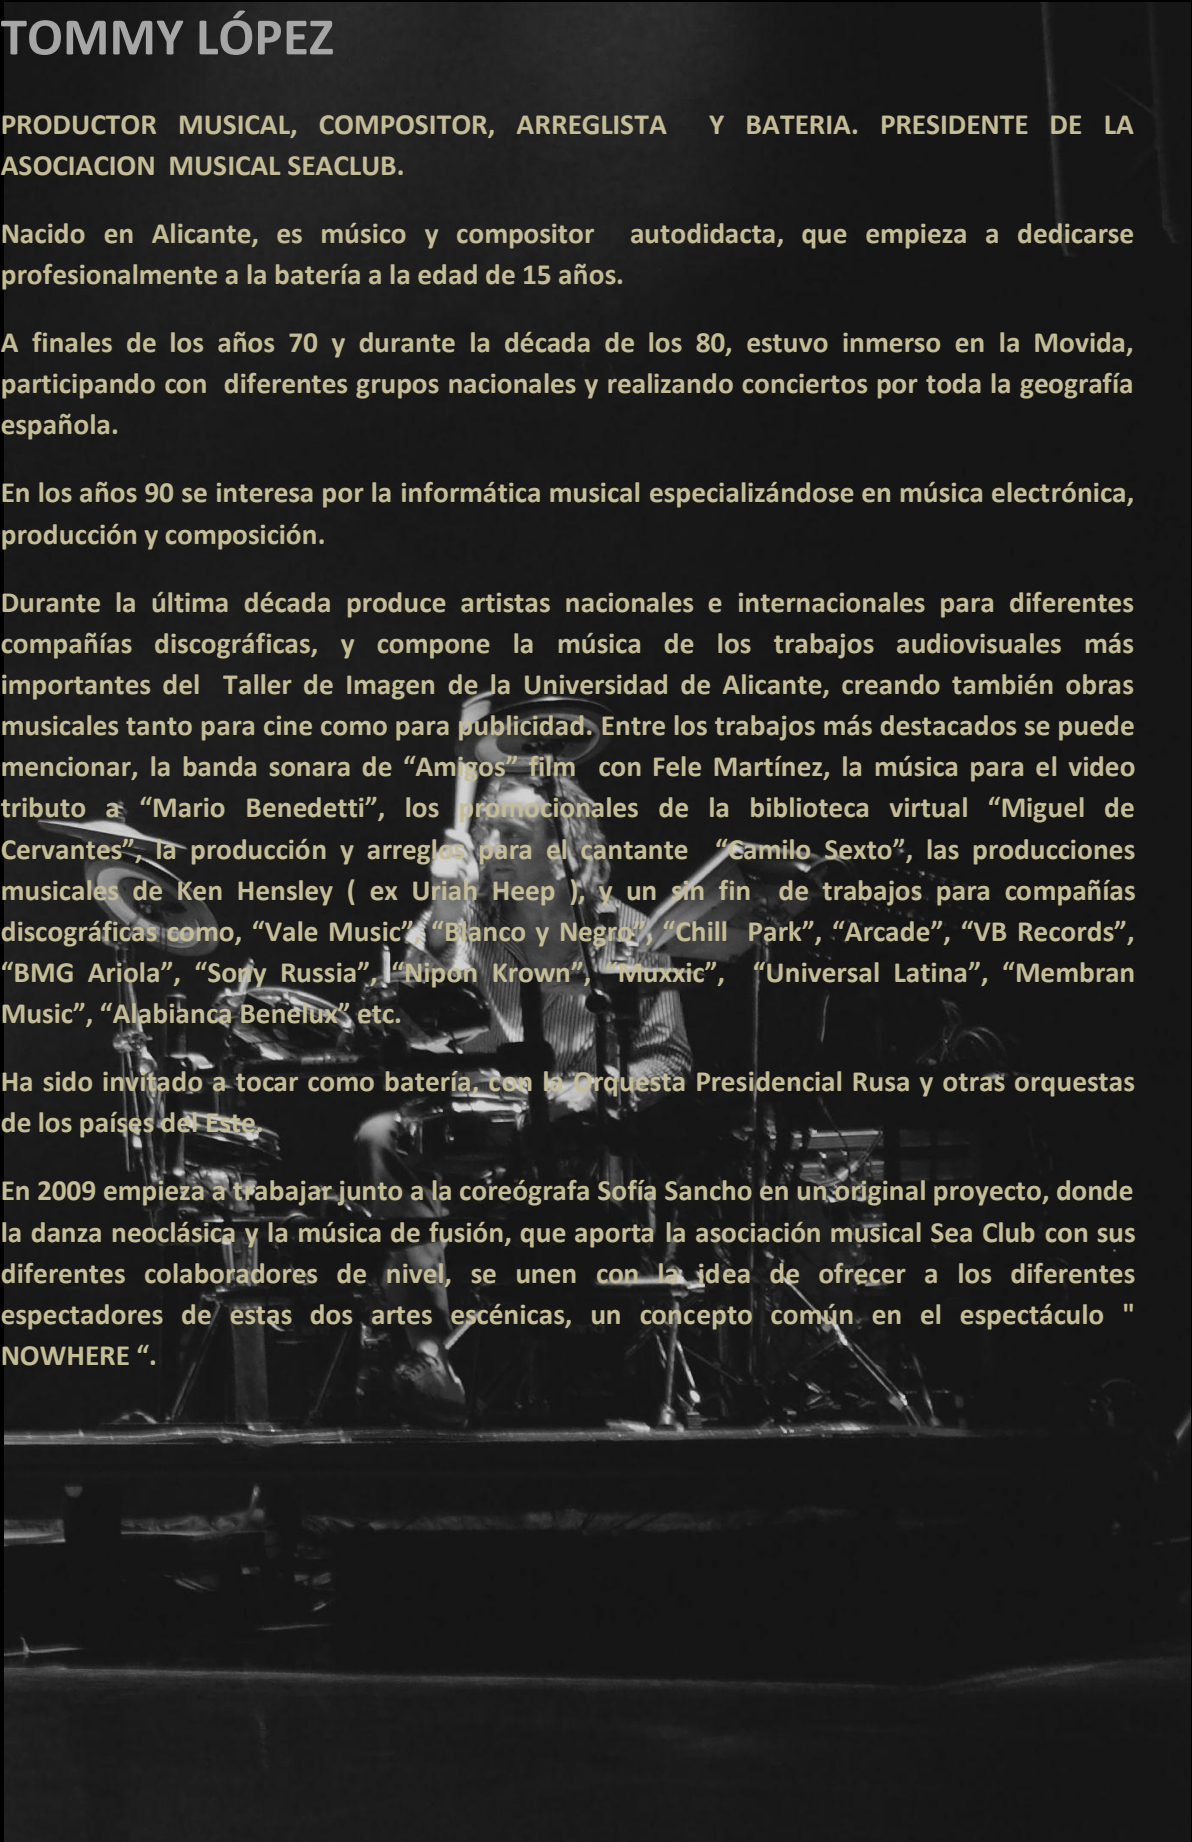 TOMMY LÓPEZ
PRODUCTOR MUSICAL, COMPOSITOR, ARREGLISTA Y BATERIA. PRESIDENTE DE LA
ASOCIACION MUSICAL SEACLUB.
Nacido en Alicante, es músico y compositor autodidacta, que empieza a dedicarse
profesionalmente a la batería a la edad de 15 años.
A finales de los años 70 y durante la década de los 80, estuvo inmerso en la Movida,
participando con diferentes grupos nacionales y realizando conciertos por toda la geografía
española.
En los años 90 se interesa por la informática musical especializándose en música electrónica,
producción y composición.
Durante la última década produce artistas nacionales e internacionales para diferentes
compañías discográficas, y compone la música de los trabajos audiovisuales más
importantes del Taller de Imagen de la Universidad de Alicante, creando también obras
musicales tanto para cine como para publicidad. Entre los trabajos más destacados se puede
mencionar, la banda sonara de “Amigos” film con Fele Martínez, la música para el video
tributo a “Mario Benedetti”, los promocionales de la biblioteca virtual “Miguel de
Cervantes”, la producción y arreglos para el cantante “Camilo Sexto”, las producciones
musicales de Ken Hensley ( ex Uriah Heep ), y un sin fin de trabajos para compañías
discográficas como, “Vale Music”, “Blanco y Negro”, “Chill Park”, “Arcade”, “VB Records”,
“BMG Ariola”, “Sony Russia”, “Nipon Krown”, “Muxxic”, “Universal Latina”, “Membran
Music”, “Alabianca Benelux” etc.
Ha sido invitado a tocar como batería, con la Orquesta Presidencial Rusa y otras orquestas
de los países del Este.
En 2009 empieza a trabajar junto a la coreógrafa Sofía Sancho en un original proyecto, donde
la danza neoclásica y la música de fusión, que aporta la asociación musical Sea Club con sus
diferentes colaboradores de nivel, se unen con la idea de ofrecer a los diferentes
espectadores de estas dos artes escénicas, un concepto común en el espectáculo "
NOWHERE “.